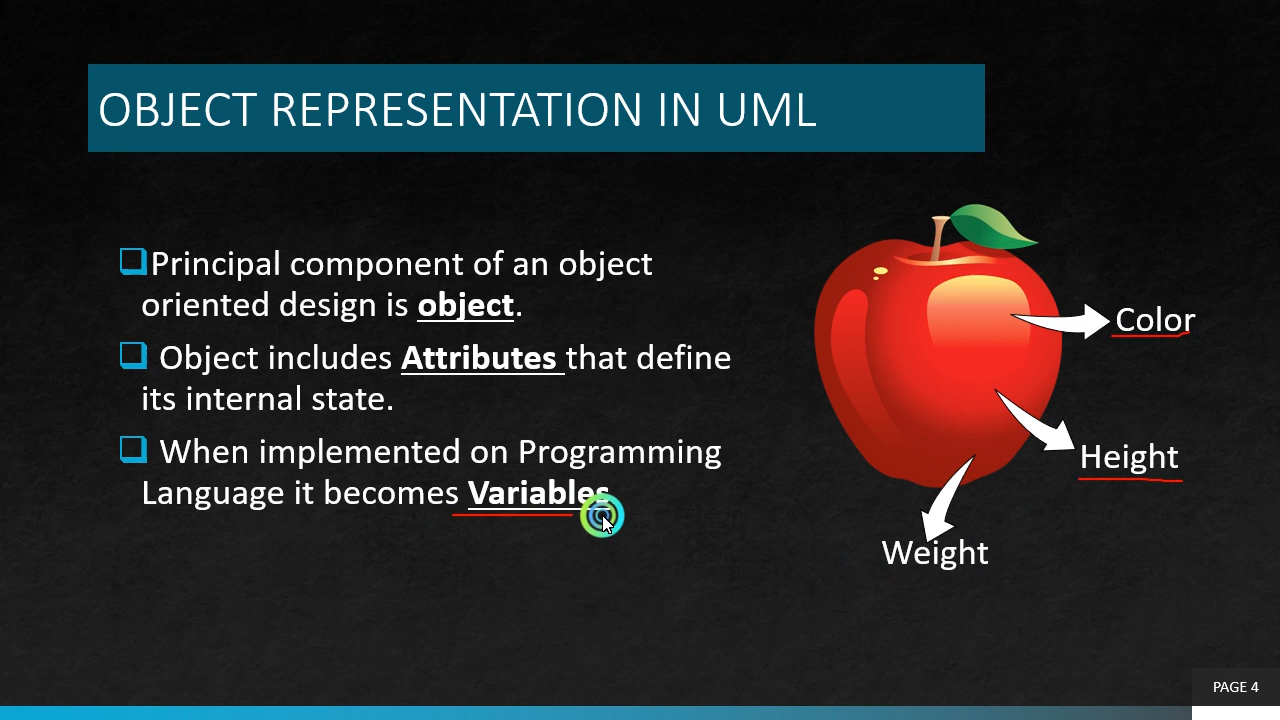 OBJECT REPRESENTATION IN UML
Principal component of an object
oriented design is object.
Object includes Attributes that define
its internal state.
When implemented on Programming
Language it becomes Variables
Color
Height
Weight
PAGE 4